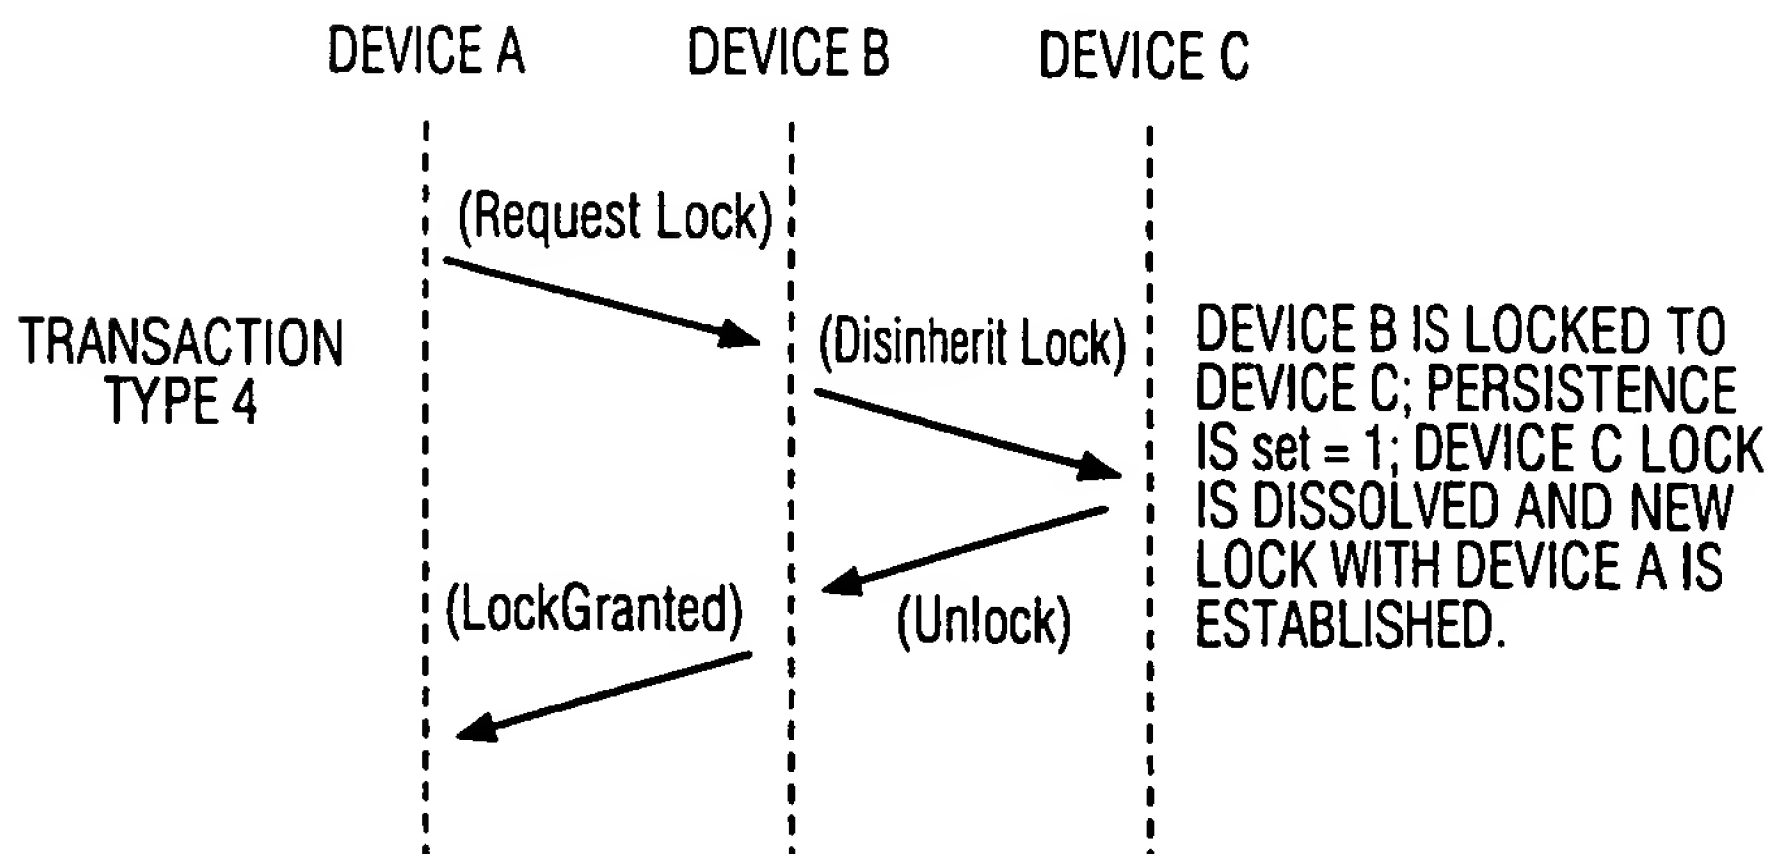 DEVICE A
DEVICE B
DEVICE C
(Request Lock)
TRANSACTION
TYPE 4
(Disinherit Lock)
DEVICE B IS LOCKED TO
DEVICE C; PERSISTENCE
IS set = 1; DEVICE C LOCK
IS DISSOLVED AND NEW
LOCK WITH DEVICE A IS
ESTABLISHED.
(LockGranted)
(Unlock)